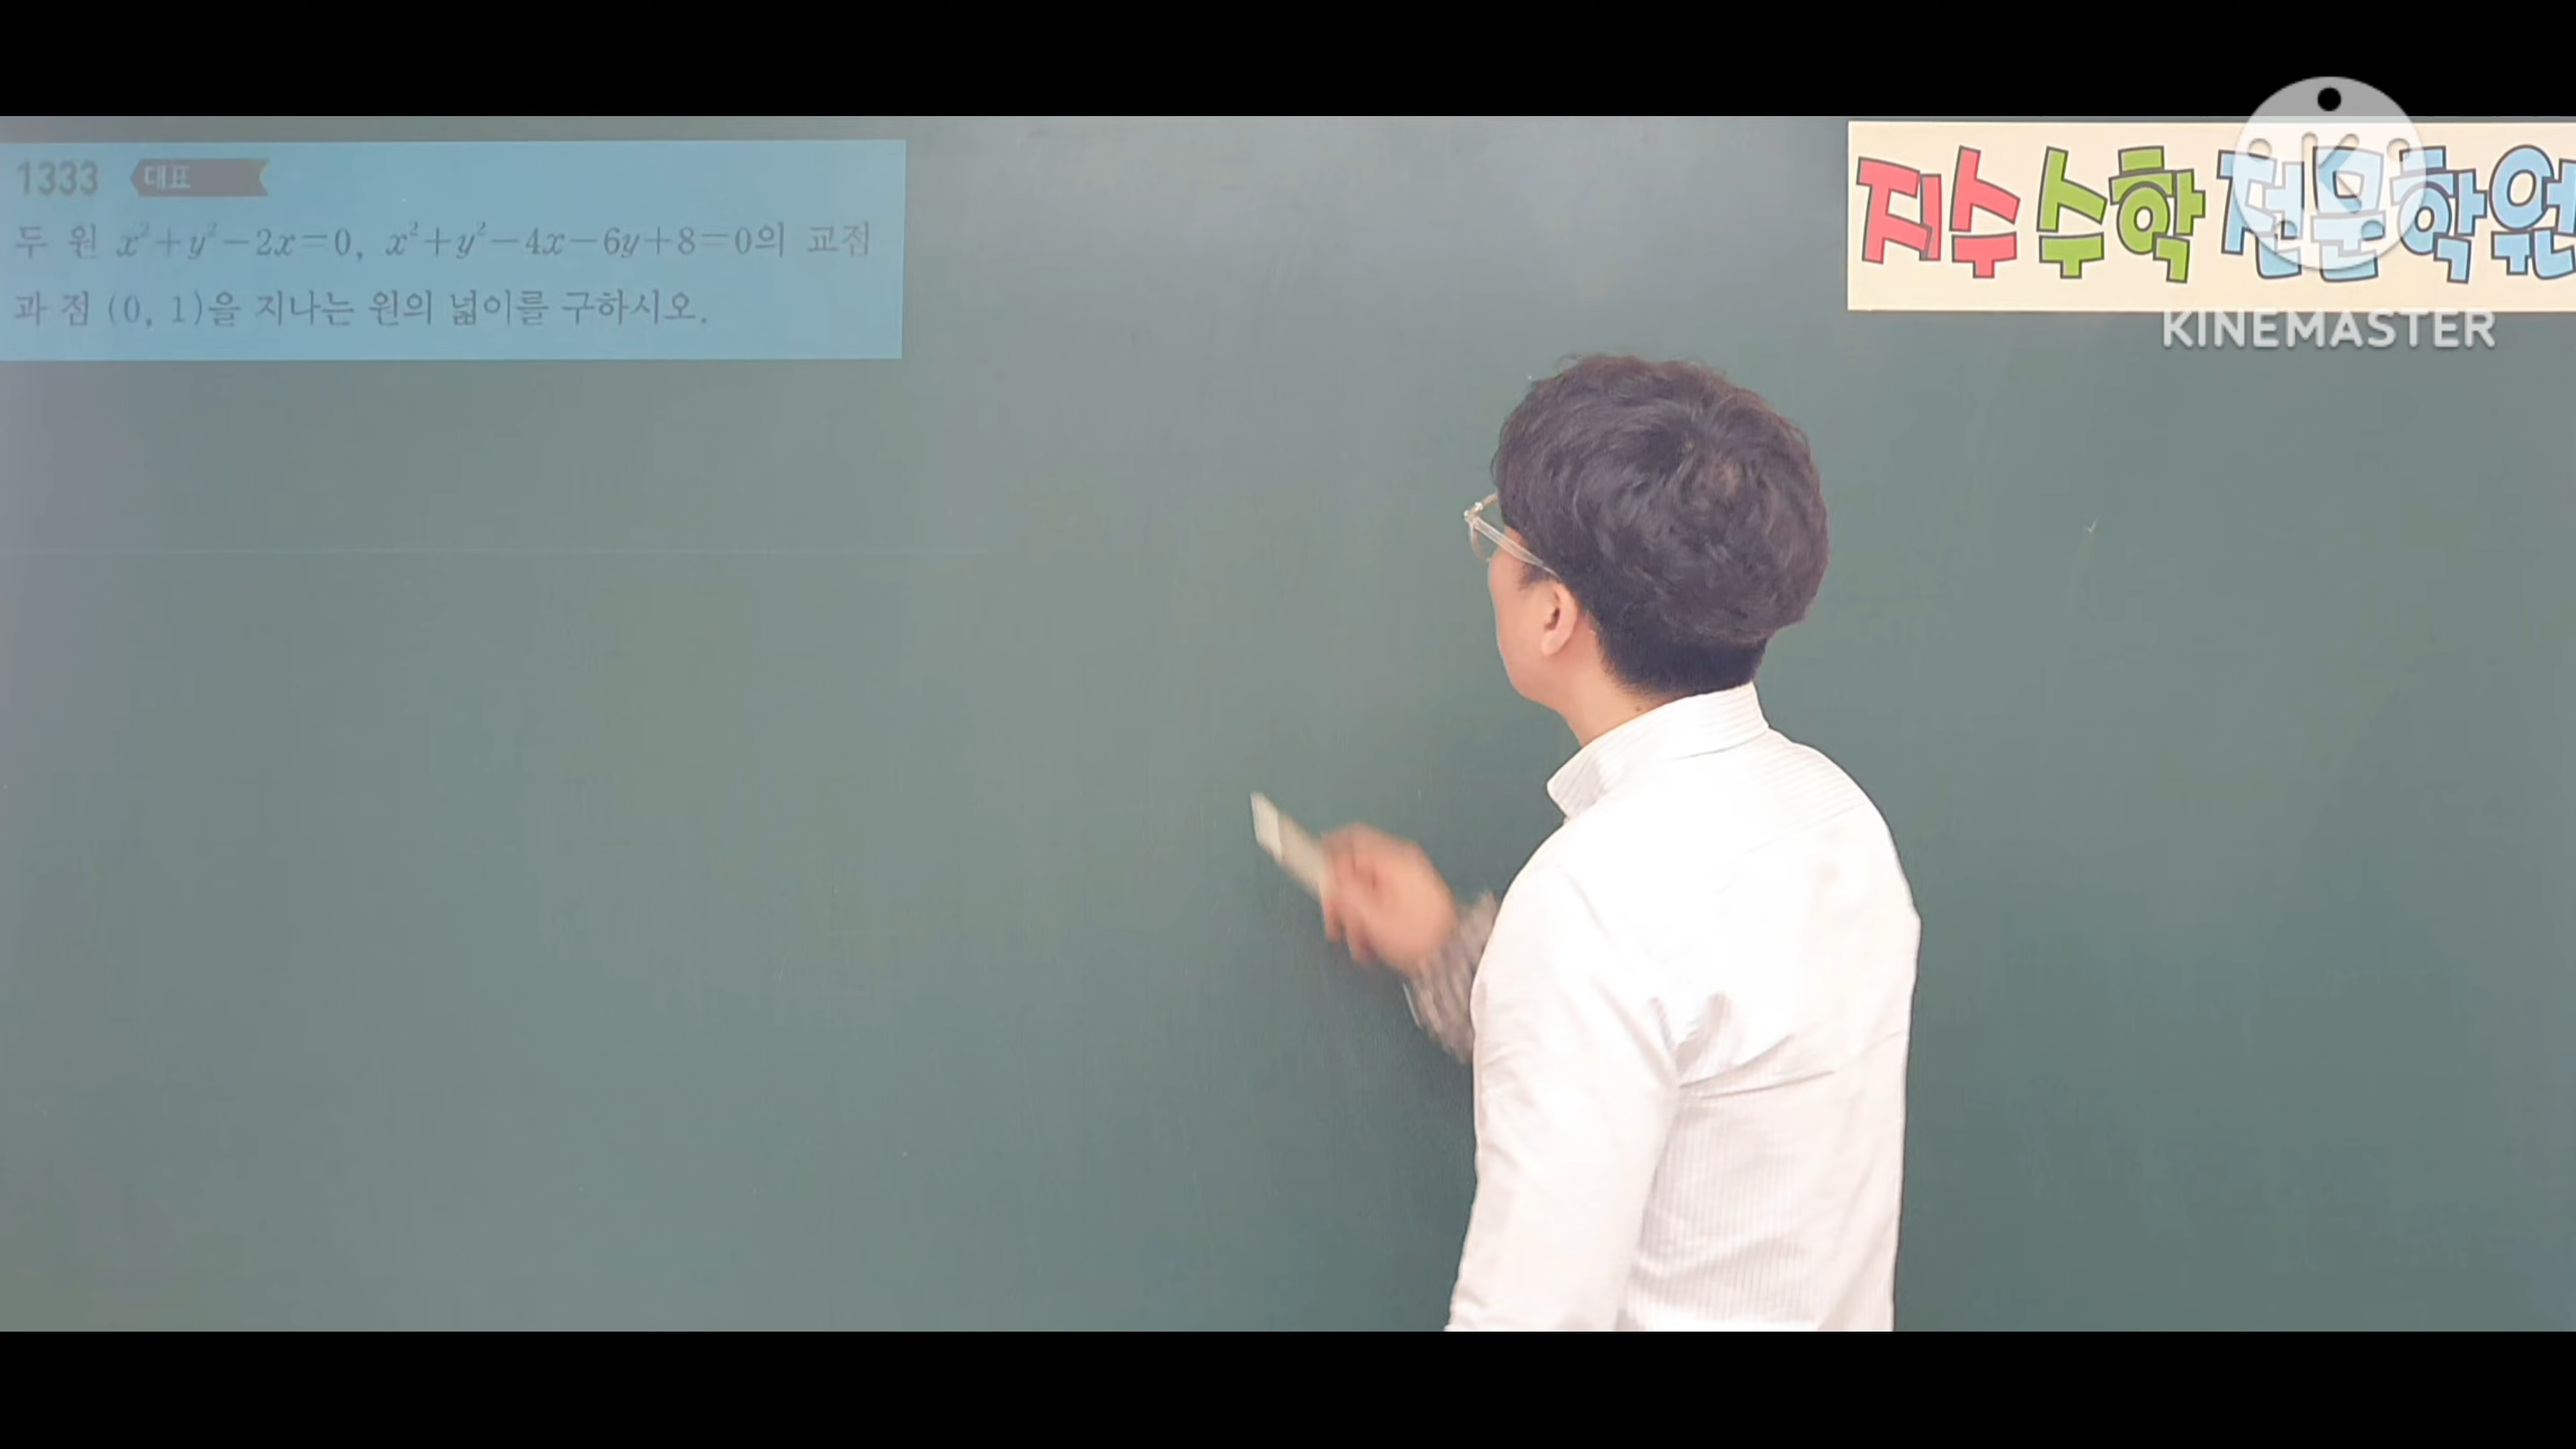 1333 대표
두 원 x²+y²-2x=0, x²+y²-4x-6y+8=0의 교점
과 점 (0, 1)을 지나는 원의 넓이를 구하시오.
지수 수학 전문학원
KINEMASTER